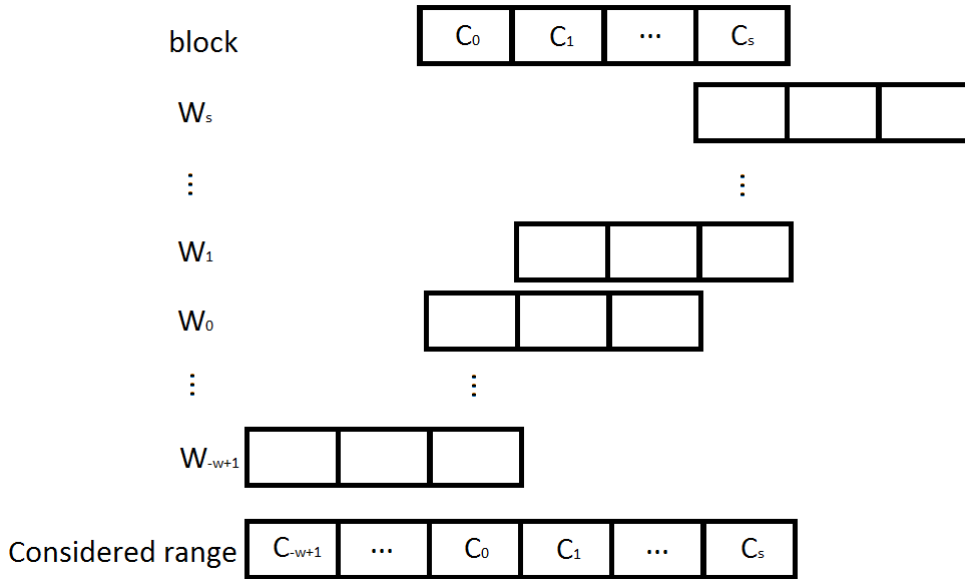 block C₀ C₁ ... Cₛ
Wₛ
⋮ ⋮
W₁
W₀
⋮ ⋮
W₋w₊₁
Considered range C₋w₊₁ ... C₀ C₁ ... Cₛ